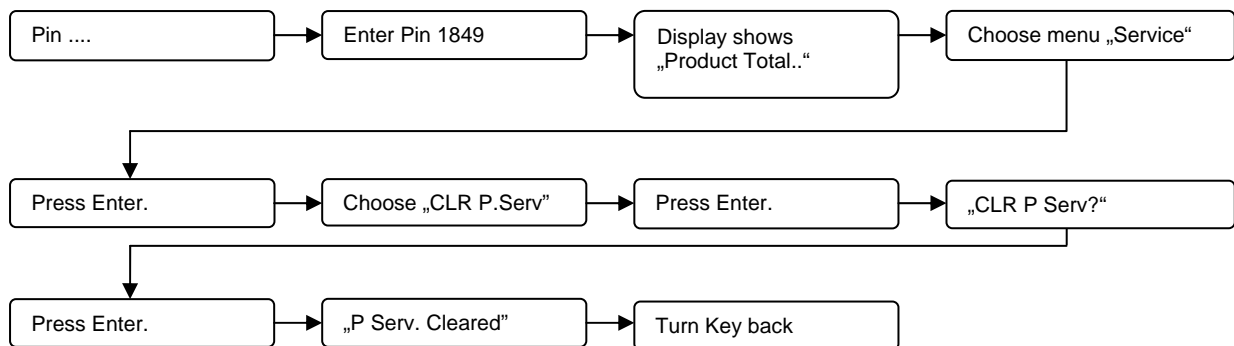 Pin ....
Enter Pin 1849
Display shows
„Product Total..“
Choose menu „Service“
Press Enter.
Choose „CLR P.Serv”
Press Enter.
„CLR P Serv?“
Press Enter.
„P Serv. Cleared”
Turn Key back